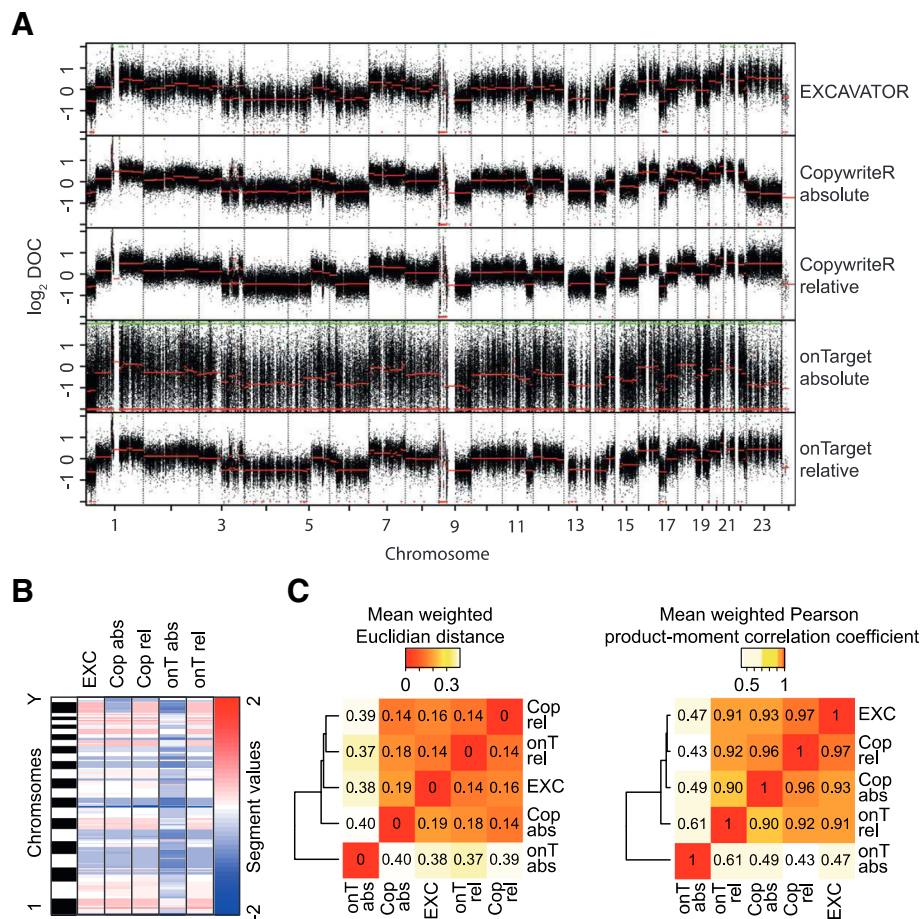 A
1
0
-1
EXCAVATOR
1
0
-1
CopywriteR
absolute
1
0
-1
CopywriteR
relative
1
0
-1
onTarget
absolute
1
0
-1
onTarget
relative
log2 DOC
1 3 5 7 9 11 13 15 17 19 21 23
Chromosome
B
EXC
Cop abs
Cop rel
onT abs
onT rel
Y
Chromsomes
1
2
Segment values
-2
C
Mean weighted
Euclidian distance
0 0.3
0.39 0.14 0.16 0.14 0 Cop rel
0.37 0.18 0.14 0 0.14 onT rel
0.38 0.19 0 0.14 0.16 EXC
0.40 0 0.19 0.18 0.14 Cop abs
0 0.40 0.38 0.37 0.39 onT abs
onT abs Cop abs EXC onT rel Cop rel
Mean weighted Pearson
product-moment correlation coefficient
0.5 1
0.47 0.91 0.93 0.97 1 EXC
0.43 0.92 0.96 1 0.97 Cop rel
0.49 0.90 1 0.96 0.93 Cop abs
0.61 1 0.90 0.92 0.91 onT rel
1 0.61 0.49 0.43 0.47 onT abs
onT abs onT rel Cop abs Cop rel EXC